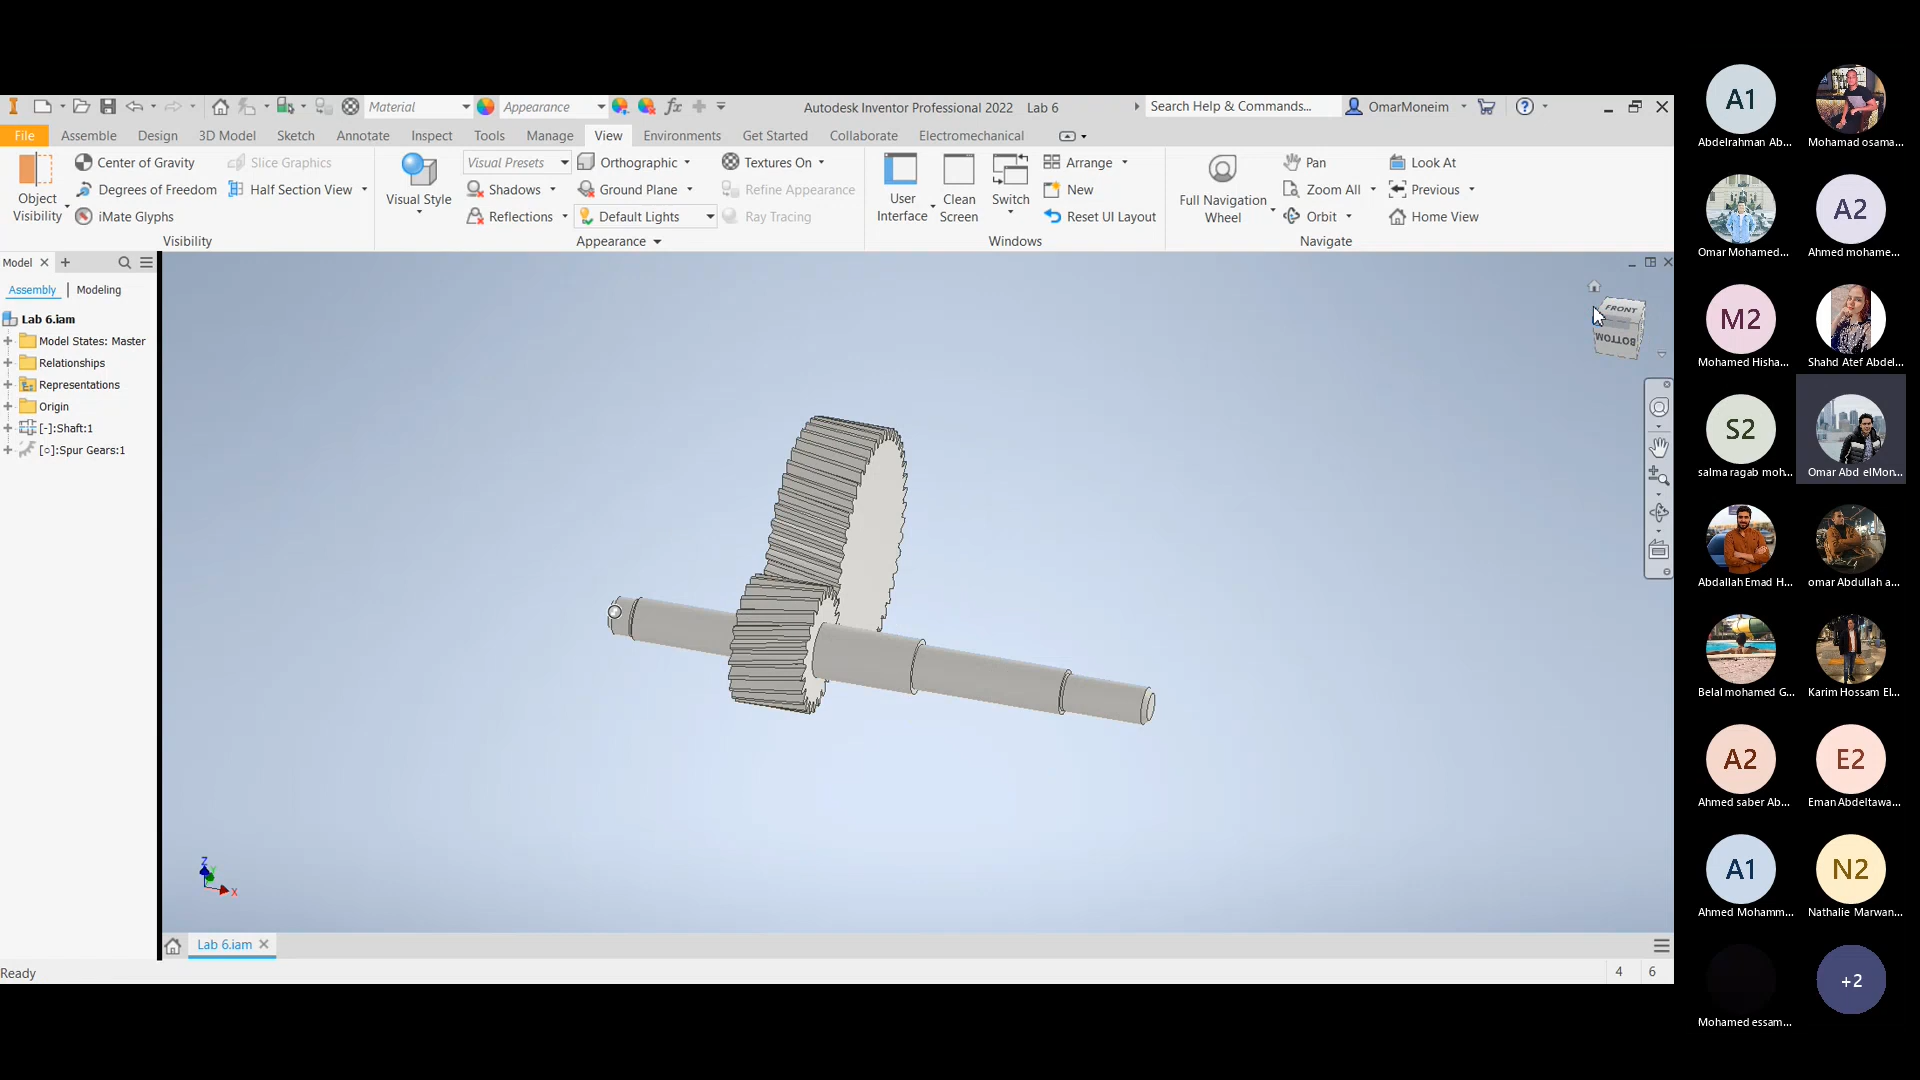 Material
Appearance
Autodesk Inventor Professional 2022 Lab 6
Search Help & Commands...
OmarMoneim
File Assemble Design 3D Model Sketch Annotate Inspect Tools Manage View Environments Get Started Collaborate Electromechanical
Object
Visibility
Center of Gravity
Degrees of Freedom
iMate Glyphs
Slice Graphics
Half Section View
Visibility
Visual Style
Visual Presets
Shadows
Reflections
Orthographic
Ground Plane
Default Lights
Textures On
Refine Appearance
Ray Tracing
Appearance
User
Interface
Clean
Screen
Switch
Arrange
New
Reset UI Layout
Windows
Full Navigation
Wheel
Pan
Zoom All
Orbit
Look At
Previous
Home View
Navigate
Model
Assembly | Modeling
Lab 6.iam
Model States: Master
Relationships
Representations
Origin
[-]:Shaft:1
[○]:Spur Gears:1
FRONT
BOTTOM
Z
Y
X
Lab 6.iam
Ready
4 6
A1
Abdelrahman Ab...
Mohamad osama...
Omar Mohamed...
A2
Ahmed mohame...
M2
Mohamed Hisha...
Shahd Atef Abdel...
S2
salma ragab moh...
Omar Abd elMon...
Abdallah Emad H...
omar Abdullah a...
Belal mohamed G...
Karim Hossam El...
A2
Ahmed saber Ab...
E2
Eman Abdeltawa...
A1
Ahmed Mohamm...
N2
Nathalie Marwan...
Mohamed essam...
+2